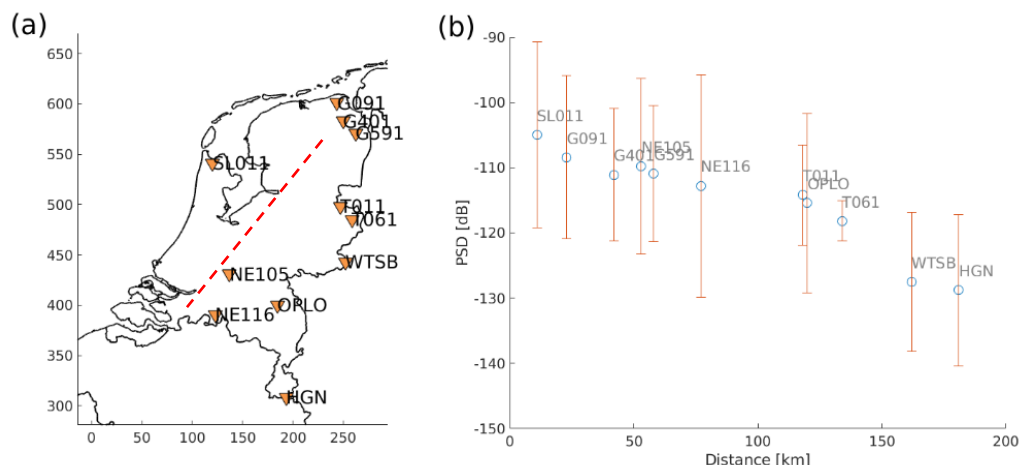 (a)
650
600
550
500
450
400
350
300
0
50
100
150
200
250
G091
G401
G591
SL011
T011
T061
WTSB
NE105
OPLO
NE116
HGN
(b)
-90
-100
-110
-120
-130
-140
-150
PSD [dB]
SL011
G091
G401
NE105
G591
NE116
T011
OPLO
T061
WTSB
HGN
0
50
100
150
200
Distance [km]